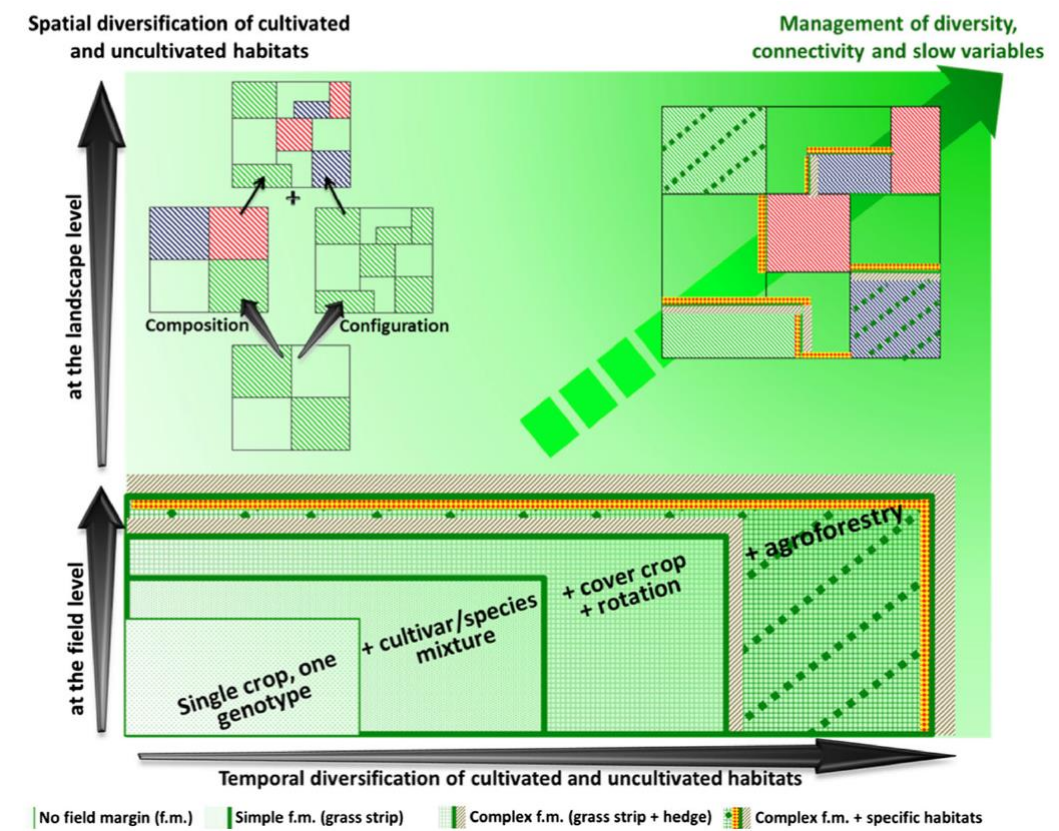 Spatial diversification of cultivated
and uncultivated habitats
Management of diversity,
connectivity and slow variables
at the landscape level
+
Composition
Configuration
at the field level
+ agroforestry
+ cover crop
+ rotation
+ cultivar/species
mixture
Single crop, one
genotype
Temporal diversification of cultivated and uncultivated habitats
No field margin (f.m.)
Simple f.m. (grass strip)
Complex f.m. (grass strip + hedge)
Complex f.m. + specific habitats